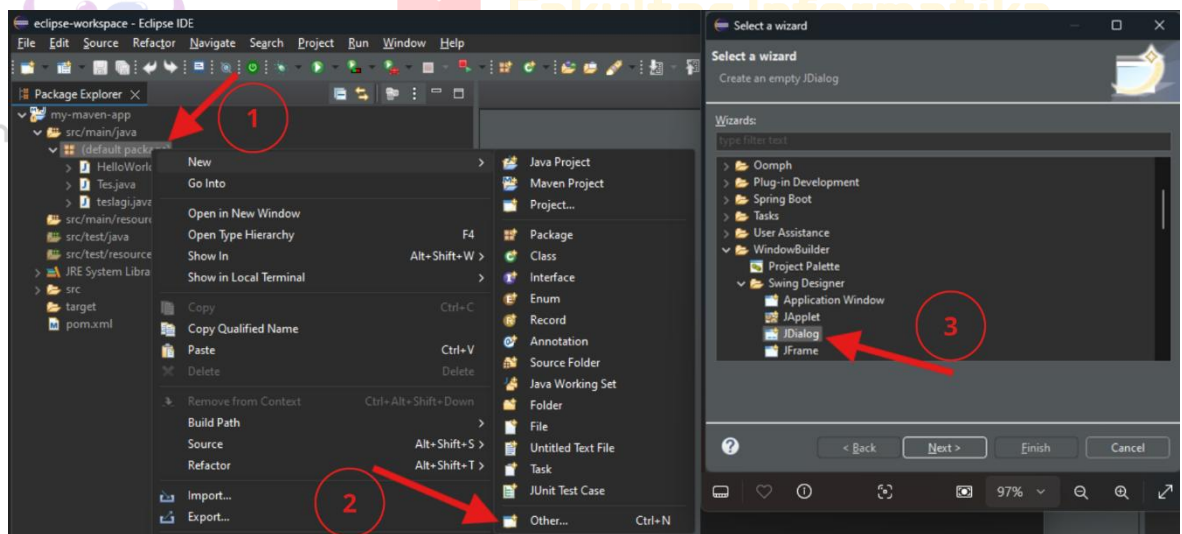 Fakultas Informatika
eclipse-workspace - Eclipse IDE
File Edit Source Refactor Navigate Search Project Run Window Help
Package Explorer
my-maven-app
src/main/java
(default package)
HelloWorld
Tes.java
teslagi.java
src/main/resourc
src/test/java
src/test/resource
JRE System Libra
src
target
pom.xml
1
New
Go Into
Open in New Window
Open Type Hierarchy F4
Show In Alt+Shift+W
Show in Local Terminal
Copy Ctrl+C
Copy Qualified Name
Paste Ctrl+V
Delete Delete
Remove from Context Ctrl+Alt+Shift+Down
Build Path
Source Alt+Shift+S
Refactor Alt+Shift+T
Import...
Export...
2
Java Project
Maven Project
Project...
Package
Class
Interface
Enum
Record
Annotation
Source Folder
Java Working Set
Folder
File
Untitled Text File
Task
JUnit Test Case
Other... Ctrl+N
Select a wizard
Select a wizard
Create an empty JDialog
Wizards:
type filter text
Oomph
Plug-in Development
Spring Boot
Tasks
User Assistance
WindowBuilder
Project Palette
Swing Designer
Application Window
JApplet
JDialog
JFrame
3
< Back Next > Finish Cancel
97%